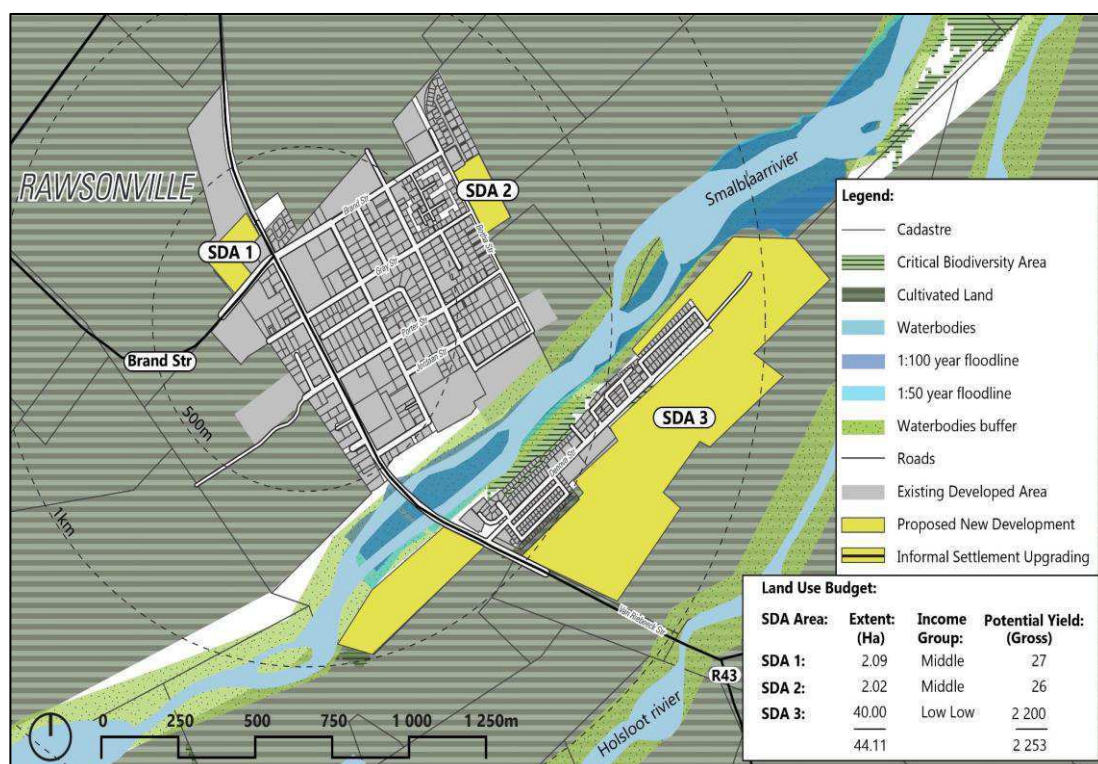 RAWSONVILLE
SDA 1
SDA 2
SDA 3
Brand Str
Brand Str
Gray Str
Porter Str
Van Riebeeck Str
500m
1km
Smalblaarrivier
Holsloot rivier
R43
0 250 500 750 1 000 1 250m
Legend:
Cadastre
Critical Biodiversity Area
Cultivated Land
Waterbodies
1:100 year floodline
1:50 year floodline
Waterbodies buffer
Roads
Existing Developed Area
Proposed New Development
Informal Settlement Upgrading
Land Use Budget:
SDA Area: Extent: (Ha) Income Group: Potential Yield: (Gross)
SDA 1: 2.09 Middle 27
SDA 2: 2.02 Middle 26
SDA 3: 40.00 Low Low 2 200
44.11 2 253